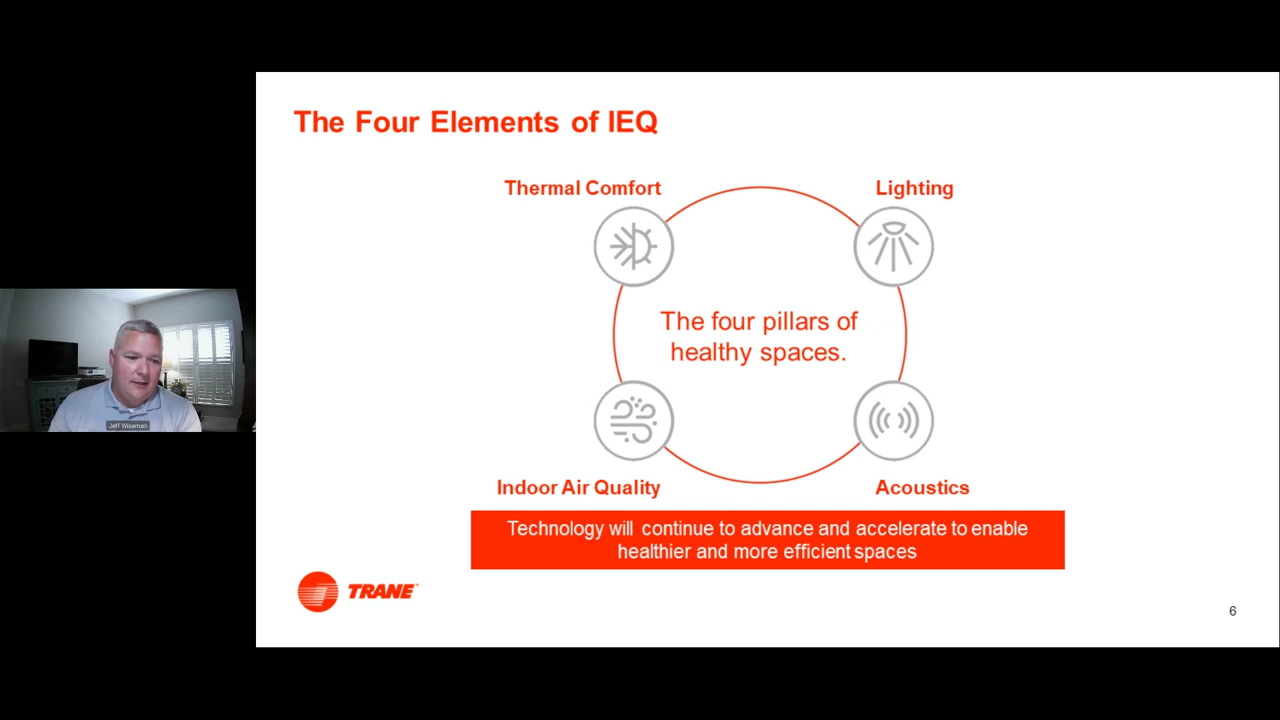 The Four Elements of IEQ
Thermal Comfort
Lighting
The four pillars of
healthy spaces.
Indoor Air Quality
Acoustics
Technology will continue to advance and accelerate to enable
healthier and more efficient spaces
TRANE
6
Jeff Wiseman